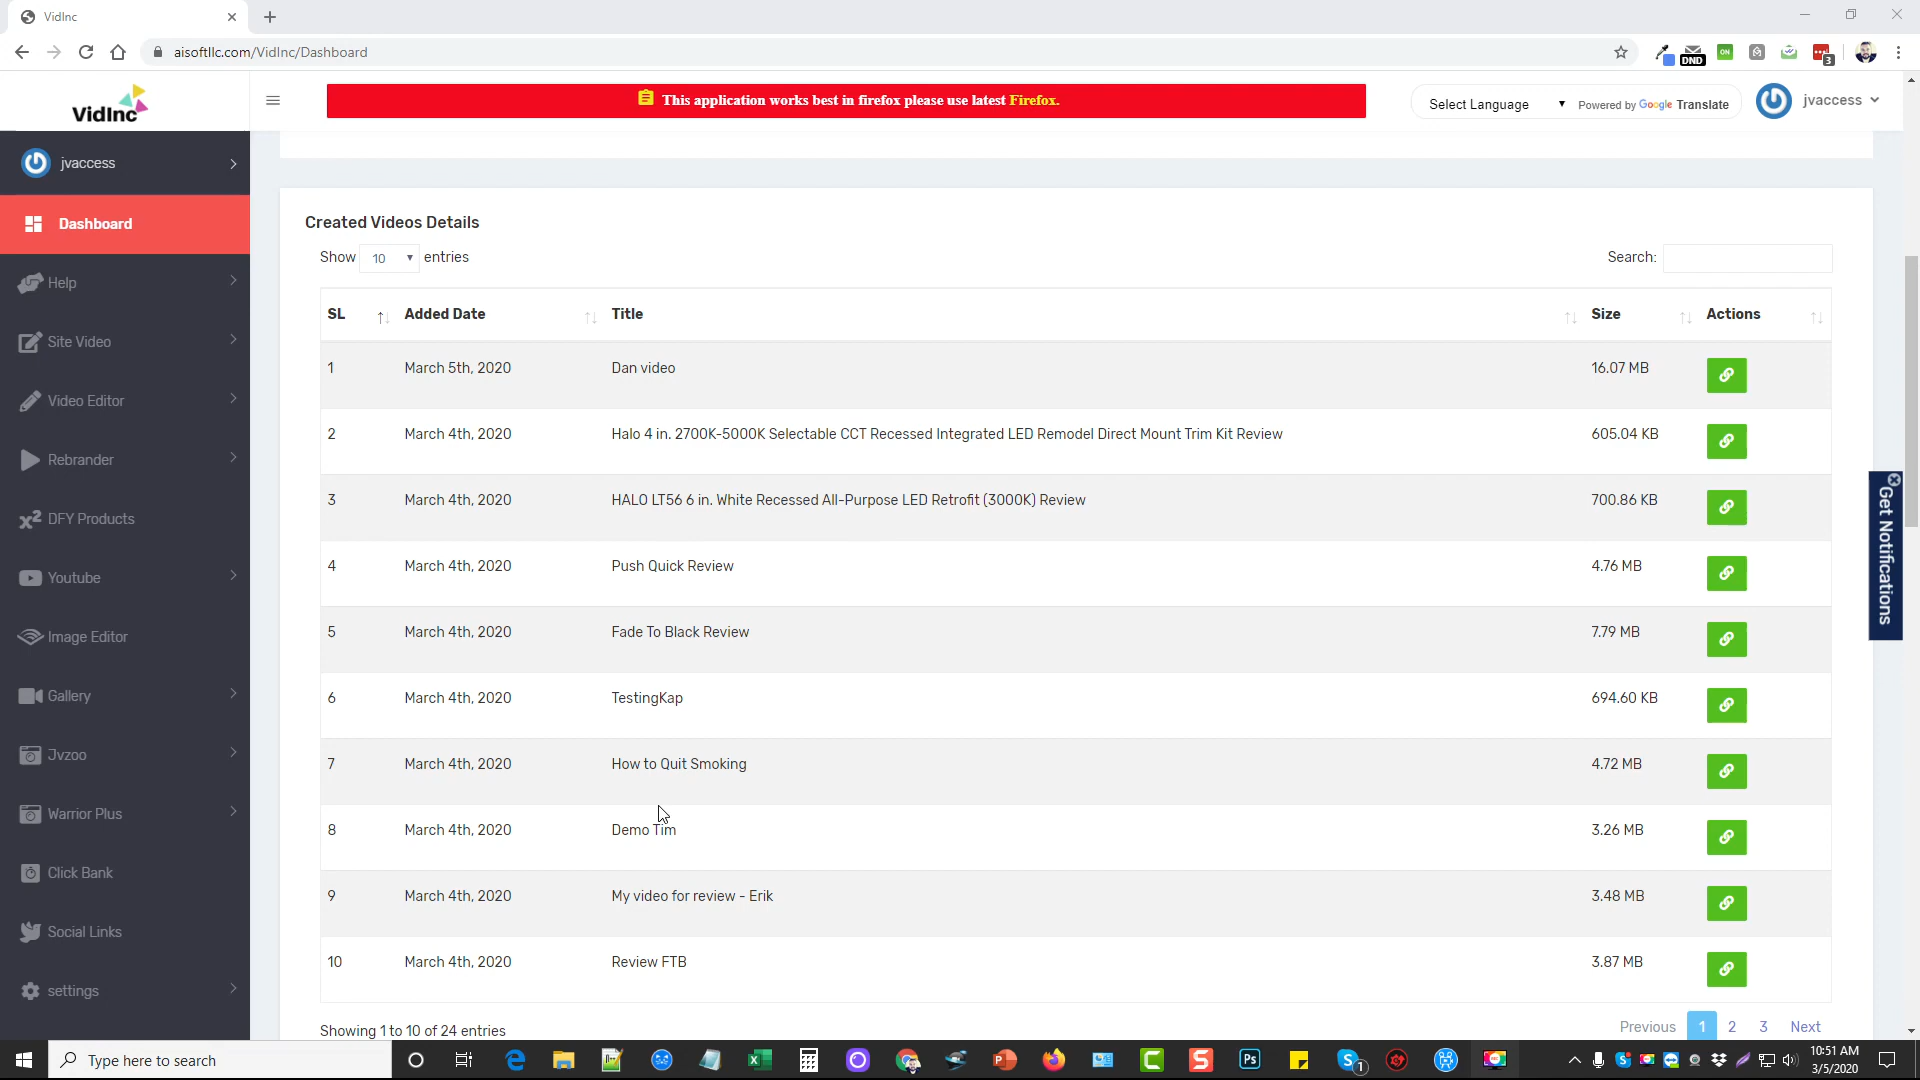 VidInc
aisoftllc.com/VidInc/Dashboard
DND
ON
3
VidInc
This application works best in firefox please use latest Firefox.
Select Language
Powered by Google Translate
jvaccess
jvaccess
Dashboard
Help
Site Video
Video Editor
Rebrander
DFY Products
Youtube
Image Editor
Gallery
Jvzoo
Warrior Plus
Click Bank
Social Links
settings
Created Videos Details
Show 10 entries
Search:
SL Added Date Title Size Actions
1 March 5th, 2020 Dan video 16.07 MB
2 March 4th, 2020 Halo 4 in. 2700K-5000K Selectable CCT Recessed Integrated LED Remodel Direct Mount Trim Kit Review 605.04 KB
3 March 4th, 2020 HALO LT56 6 in. White Recessed All-Purpose LED Retrofit (3000K) Review 700.86 KB
4 March 4th, 2020 Push Quick Review 4.76 MB
5 March 4th, 2020 Fade To Black Review 7.79 MB
6 March 4th, 2020 TestingKap 694.60 KB
7 March 4th, 2020 How to Quit Smoking 4.72 MB
8 March 4th, 2020 Demo Tim 3.26 MB
9 March 4th, 2020 My video for review - Erik 3.48 MB
10 March 4th, 2020 Review FTB 3.87 MB
Showing 1 to 10 of 24 entries
Previous 1 2 3 Next
Get Notifications
Type here to search
10:51 AM
3/5/2020